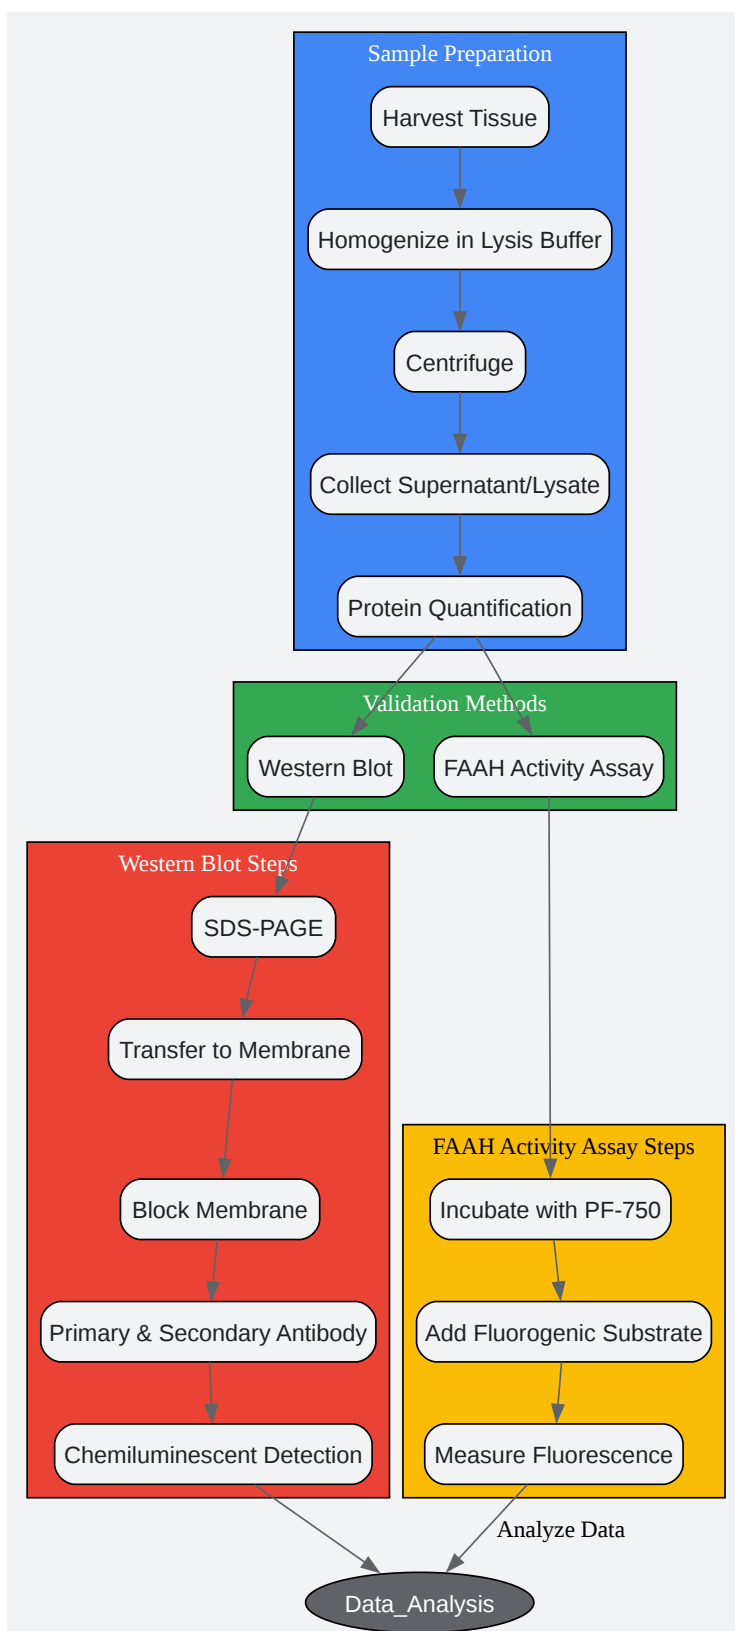 Sample Preparation
Harvest Tissue
Homogenize in Lysis Buffer
Centrifuge
Collect Supernatant/Lysate
Protein Quantification
Validation Methods
Western Blot
FAAH Activity Assay
Western Blot Steps
SDS-PAGE
Transfer to Membrane
Block Membrane
Primary & Secondary Antibody
Chemiluminescent Detection
FAAH Activity Assay Steps
Incubate with PF-750
Add Fluorogenic Substrate
Measure Fluorescence
Analyze Data
Data_Analysis